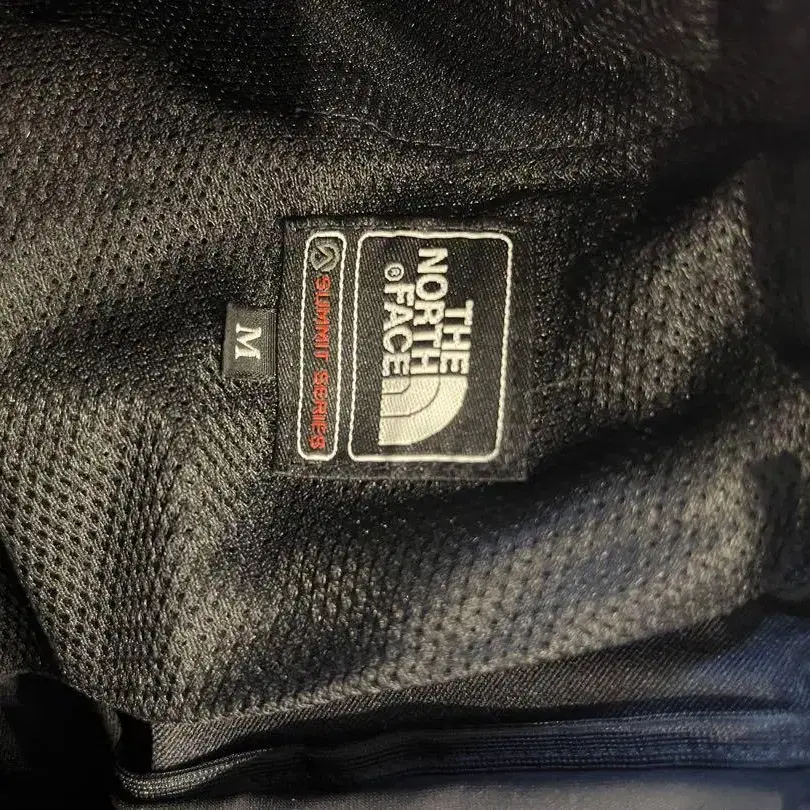 THE
NORTH
FACE®
SUMMIT SERIES
M